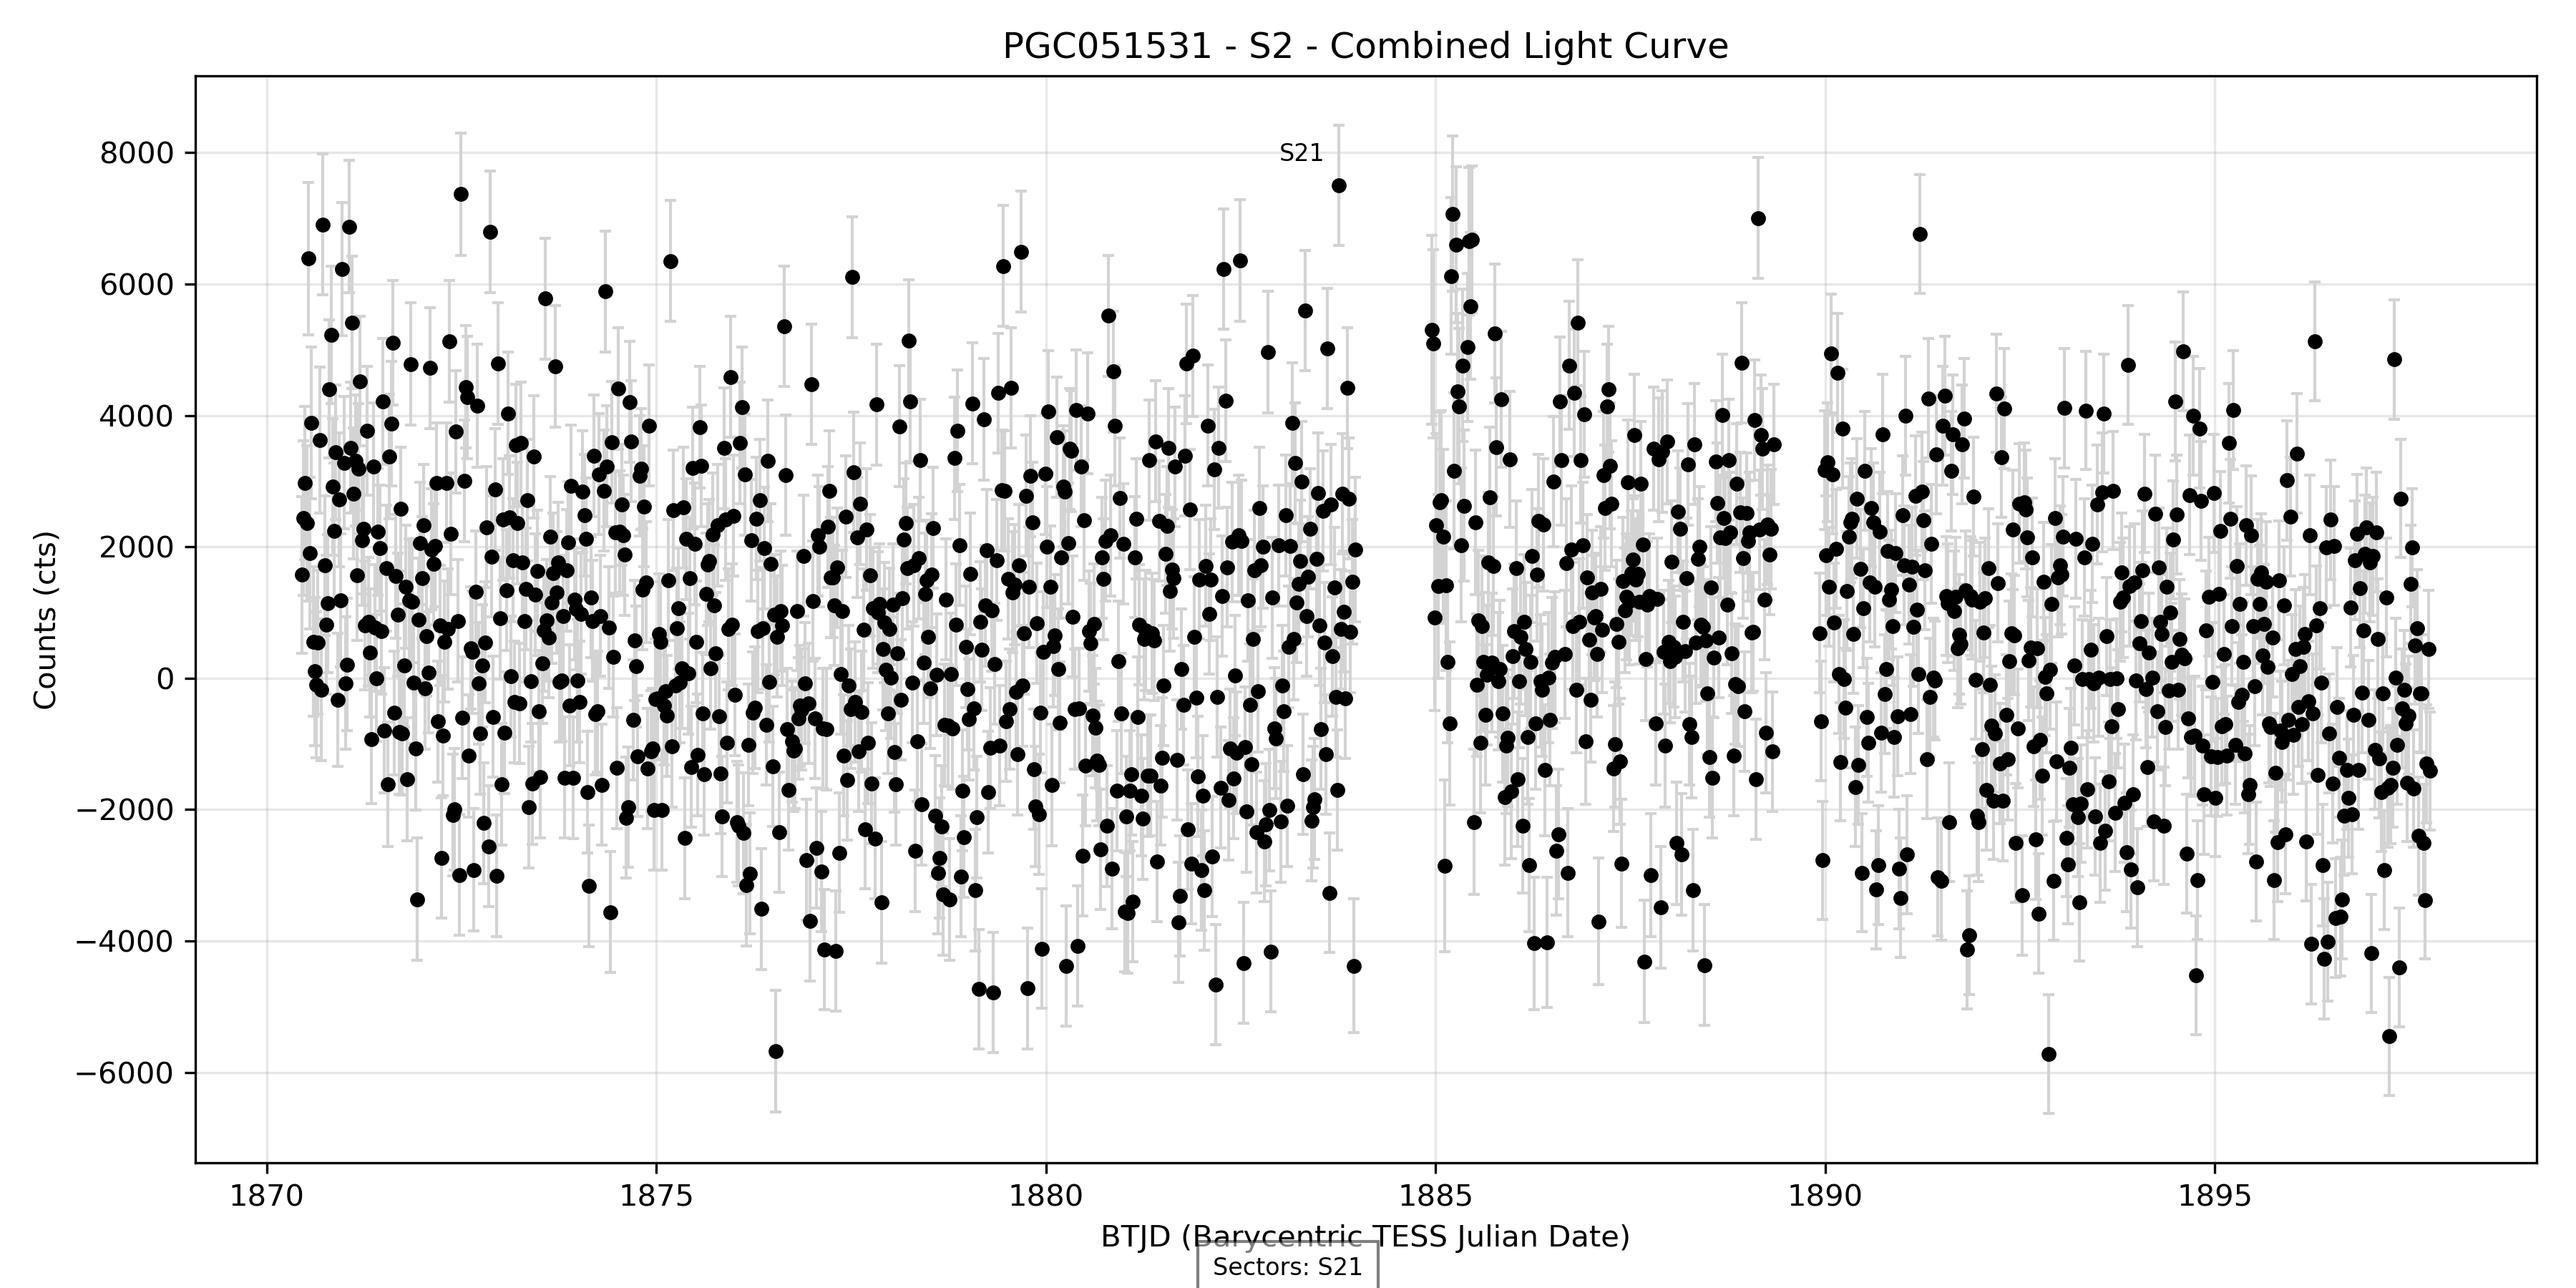 PGC051531 - S2 - Combined Light Curve
8000
6000
4000
2000
0
−2000
−4000
−6000
Counts (cts)
S21
1870 1875 1880 1885 1890 1895
BTJD (Barycentric TESS Julian Date)
Sectors: S21